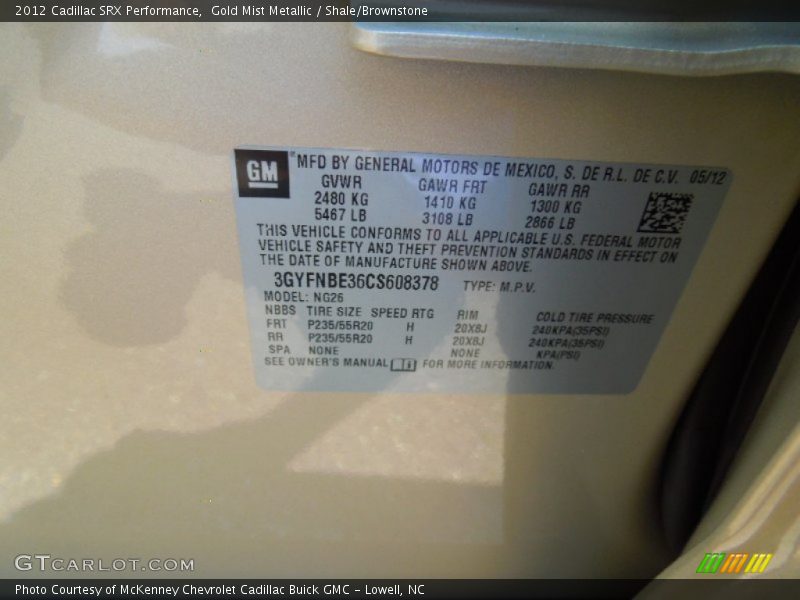 2012 Cadillac SRX Performance, Gold Mist Metallic / Shale/Brownstone
GM
MFD BY GENERAL MOTORS DE MEXICO, S. DE R.L. DE C.V. 05/12
GVWR GAWR FRT GAWR RR
2480 KG 1410 KG 1300 KG
5467 LB 3108 LB 2866 LB
THIS VEHICLE CONFORMS TO ALL APPLICABLE U.S. FEDERAL MOTOR
VEHICLE SAFETY AND THEFT PREVENTION STANDARDS IN EFFECT ON
THE DATE OF MANUFACTURE SHOWN ABOVE.
3GYFNBE36CS608378 TYPE: M.P.V.
MODEL: NG26
NBBS TIRE SIZE SPEED RTG RIM COLD TIRE PRESSURE
FRT P235/55R20 H 20X8J 240KPA(35PSI)
RR P235/55R20 H 20X8J 240KPA(35PSI)
SPA NONE NONE KPA(PSI)
SEE OWNER'S MANUAL FOR MORE INFORMATION.
GTCARLOT.COM
Photo Courtesy of McKenney Chevrolet Cadillac Buick GMC – Lowell, NC